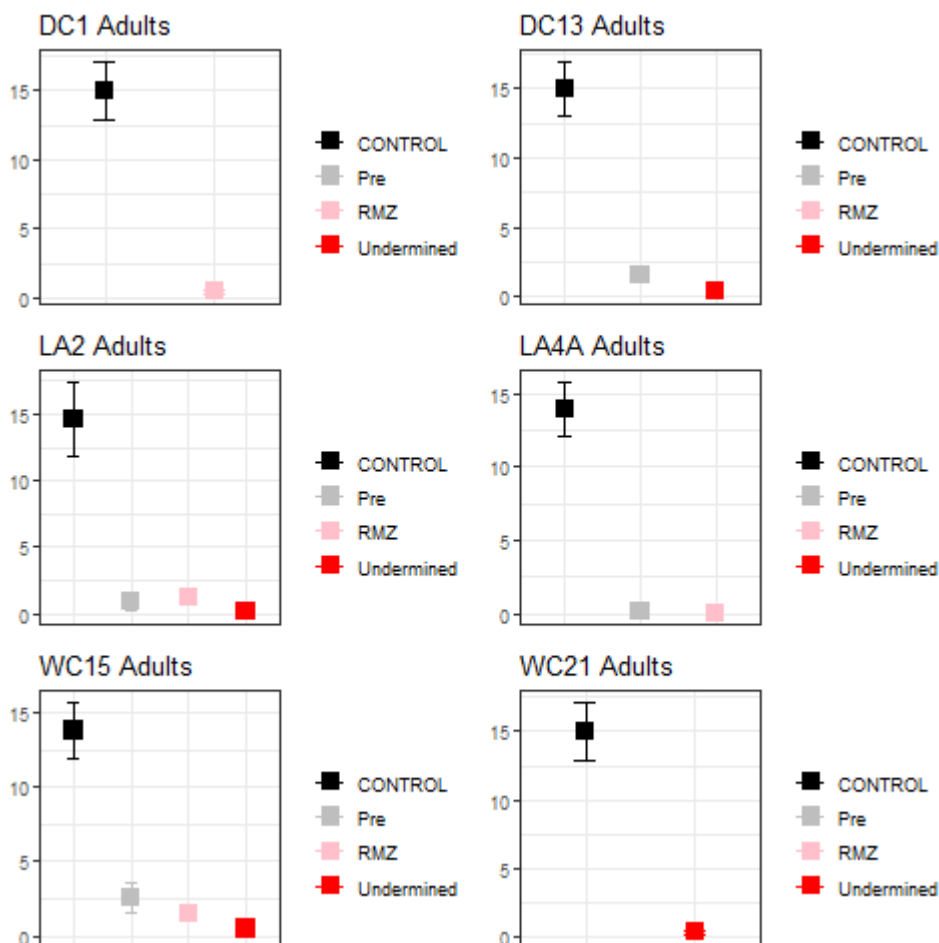 DC1 Adults
15
10
5
0
CONTROL
Pre
RMZ
Undermined
DC13 Adults
15
10
5
0
CONTROL
Pre
RMZ
Undermined
LA2 Adults
15
10
5
0
CONTROL
Pre
RMZ
Undermined
LA4A Adults
15
10
5
0
CONTROL
Pre
RMZ
Undermined
WC15 Adults
15
10
5
0
CONTROL
Pre
RMZ
Undermined
WC21 Adults
15
10
5
0
CONTROL
Pre
RMZ
Undermined